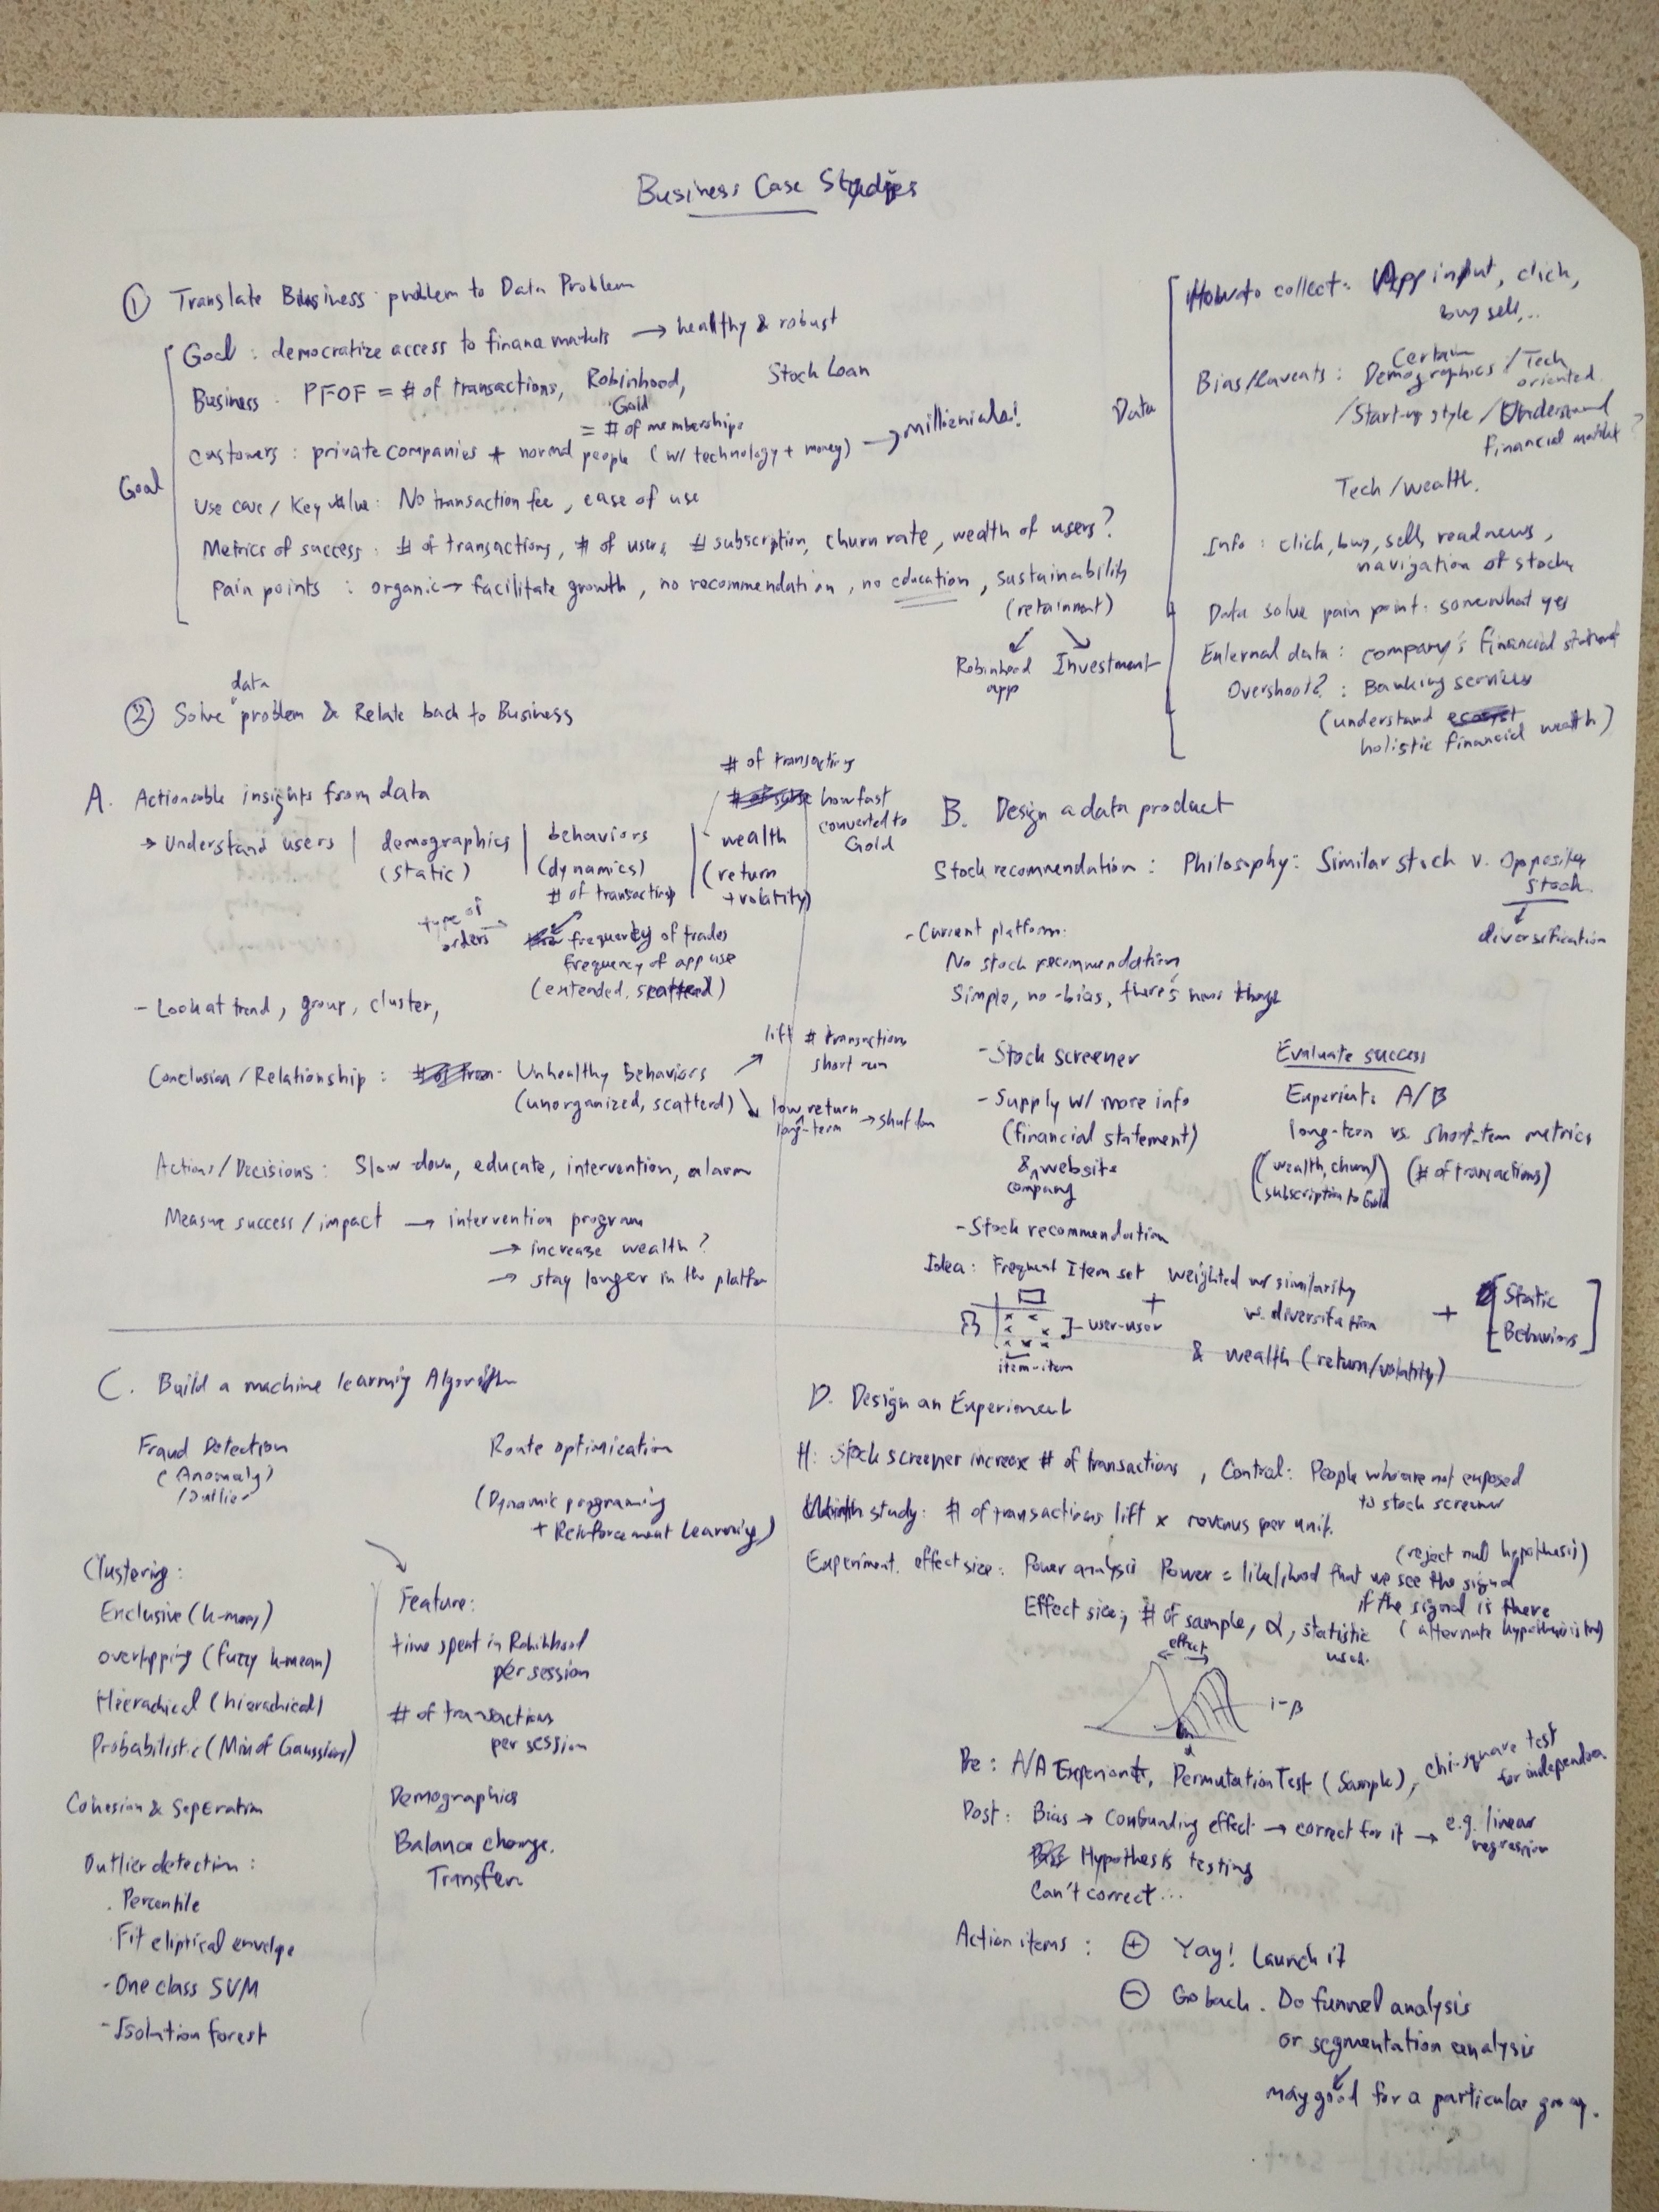 Business Case Studies
① Translate Business problem to Data Problem
Goal
Goal : democratize access to finance markets → healthy & robust
Business : PFOF = # of transactions, Robinhood, Stock Loan
Gold
= # of memberships
Customers : private companies + normal people (w/ technology + money) → millienials!
Use case / Key value : No transaction fee, ease of use
Metrics of success : # of transactions, # of users, # subscription, churn rate, wealth of users?
Pain points : organic → facilitate growth, no recommendation, no education, sustainability
(retainment)
Robinhood Investment
app
Data
How to collect : App input, click,
buy sell,..
Bias/Caveats : Certain
Demographics / Tech
oriented
/Start-up style / Understand
financial market?
Tech/wealth.
Info : click, buy, sell, read news,
navigation of stocks
Data solve pain point : somewhat yes
External data : company's financial statement
Overshoot? : Banking services
(understand
holistic financial wealth)
② Solve data problem & Relate back to Business
A. Actionable insights from data
→ Understand users | demographics | behaviors | wealth
(static) (dynamics) (return
# of transactions + volatility)
# of transactions
how fast
converted to
Gold
type of
orders →
frequency of trades
frequency of app use
(extended, scattered)
- Look at trend, group, cluster,
Conclusion / Relationship : Unhealthy behaviors
(unorganized, scatterd)
lift # transactions
short run
low return → shut down
long-term
Actions/Decisions : Slow down, educate, intervention, alarm
Measure success / impact → intervention program
→ increase wealth?
→ stay longer in the platfor
B. Design a data product
Stock recommendation : Philosophy : Similar stock v. Opposites
stock
diversification
- Current platform:
No stock recommendation
Simple, no-bias, there's news
- Stock screener
- Supply w/ more info
(financial statement)
& company website
- Stock recommendation
Evaluate success
Experient: A/B
long-term vs. short-tem metrics
(wealth, churn) (# of transactions)
subscription to Gold
Idea : Frequent Item set weighted w/ similarity
+ v. diversifation
user-user
item-item
& wealth (return/volatity)
+ [Static
- Behaviors]
C. Build a machine learning Algorithm
Fraud Detection
(Anomaly)
/outlier
Route optimization
(Dynamic programing
+ Reinforcement Learning)
Clustering :
Exclusive (k-mean)
overlapping (fuzzy k-mean)
Hierachical (hierachical)
Probabilistic (Mix of Gaussians)
Cohesion & Seperation
Outlier detection :
. Percentile
Fit eliptical envelpe
- One class SVM
- Isolation forest
Feature :
time spent in Robinhood
per session
# of transactions
per session
Demographics
Balance change.
Transfers
D. Design an Experiment
H: Stock screener increase # of transactions, Control : People who are not exposed
to stock screener
study : # of transactions lift x revenus per unit.
Experiment. effect size : Power analysis Power = likelihood that we see the signal
(reject null hypothesis)
if the signal is there
(alternate hypothesis is true)
Effect size, # of sample, α, statistic
used.
effect
1-β
α
Pre : A/A Experient, Permutation Test (Sample), chi-square test
for independen
Post : Bias → Confounding effect → correct for it → e.g. linear
regression
Hypothesis testing
Can't correct...
Action items : ⊕ Yay! Launch it
⊖ Go back. Do funnel analysis
or segmentation analysis
may good for a particular group.